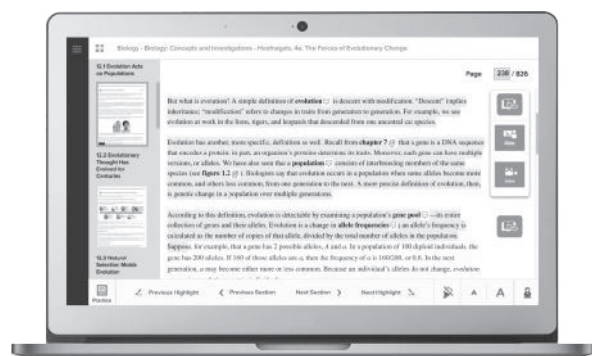 Biology - Biology: Concepts and Investigations - Hoefnagels, 4e: The Forces of Evolutionary Change
12.1 Evolution Acts
on Populations
Page 238 / 826
But what is evolution? A simple definition of evolution is descent with modification. "Descent" implies
inheritance; "modification" refers to changes in traits from generation to generation. For example, we see
evolution at work in the lions, tigers, and leopards that descended from one ancestral cat species.
Evolution has another, more specific, definition as well. Recall from chapter 7 that a gene is a DNA sequence
that encodes a protein; in part, an organism's proteins determine its traits. Moreover, each gene can have multiple
versions, or alleles. We have also seen that a population consists of interbreeding members of the same
species (see figure 1.2 ). Biologists say that evolution occurs in a population when some alleles become more
common, and others less common, from one generation to the next. A more precise definition of evolution, then,
is genetic change in a population over multiple generations.
12.2 Evolutionary
Thought Has
Evolved for
Centuries
According to this definition, evolution is detectable by examining a population's gene pool —its entire
collection of genes and their alleles. Evolution is a change in allele frequencies ; an allele's frequency is
calculated as the number of copies of that allele, divided by the total number of alleles in the population.
Suppose, for example, that a gene has 2 possible alleles, A and a. In a population of 100 diploid individuals, the
gene has 200 alleles. If 160 of those alleles are a, then the frequency of a is 160/200, or 0.8. In the next
generation, a may become either more or less common. Because an individual's alleles do not change, evolution
12.3 Natural
Selection Molds
Evolution
Practice
Previous Highlight
Previous Section
Next Section
Next Highlight
A
A